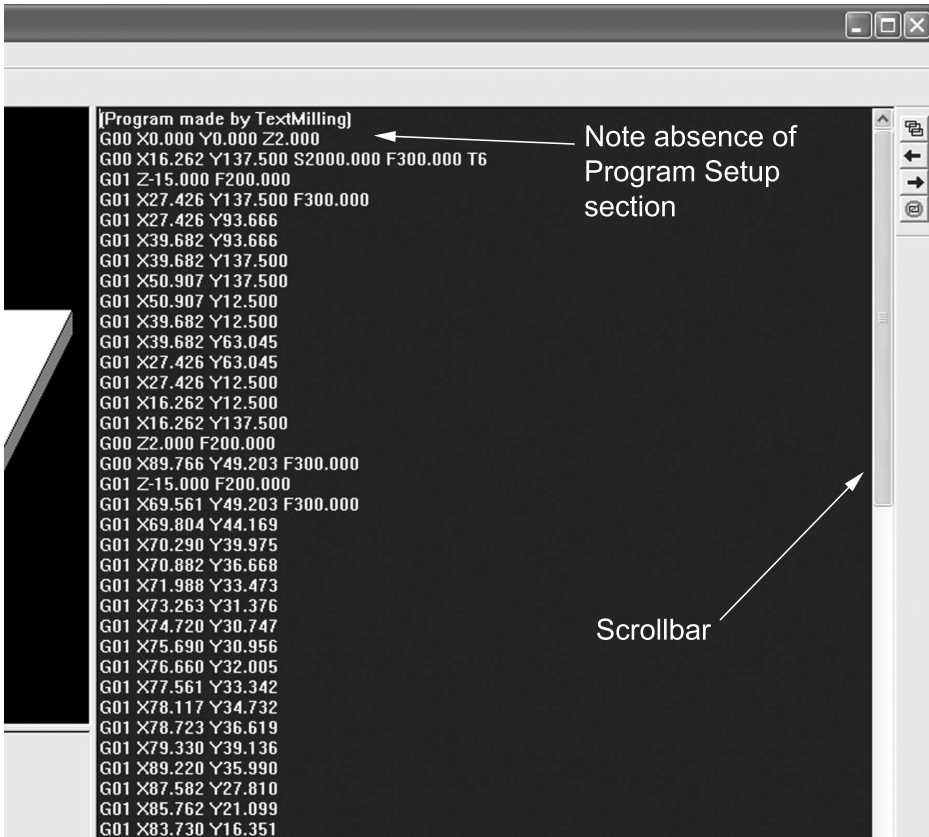 (Program made by TextMilling)
G00 X0.000 Y0.000 Z2.000
G00 X16.262 Y137.500 S2000.000 F300.000 T6
G01 Z-15.000 F200.000
G01 X27.426 Y137.500 F300.000
G01 X27.426 Y93.666
G01 X39.682 Y93.666
G01 X39.682 Y137.500
G01 X50.907 Y137.500
G01 X50.907 Y12.500
G01 X39.682 Y12.500
G01 X39.682 Y63.045
G01 X27.426 Y63.045
G01 X27.426 Y12.500
G01 X16.262 Y12.500
G01 X16.262 Y137.500
G00 Z2.000 F200.000
G00 X89.766 Y49.203 F300.000
G01 Z-15.000 F200.000
G01 X69.561 Y49.203 F300.000
G01 X69.804 Y44.169
G01 X70.290 Y39.975
G01 X70.882 Y36.668
G01 X71.988 Y33.473
G01 X73.263 Y31.376
G01 X74.720 Y30.747
G01 X75.690 Y30.956
G01 X76.660 Y32.005
G01 X77.561 Y33.342
G01 X78.117 Y34.732
G01 X78.723 Y36.619
G01 X79.330 Y39.136
G01 X89.220 Y35.990
G01 X87.582 Y27.810
G01 X85.762 Y21.099
G01 X83.730 Y16.351
Note absence of
Program Setup
section
Scrollbar